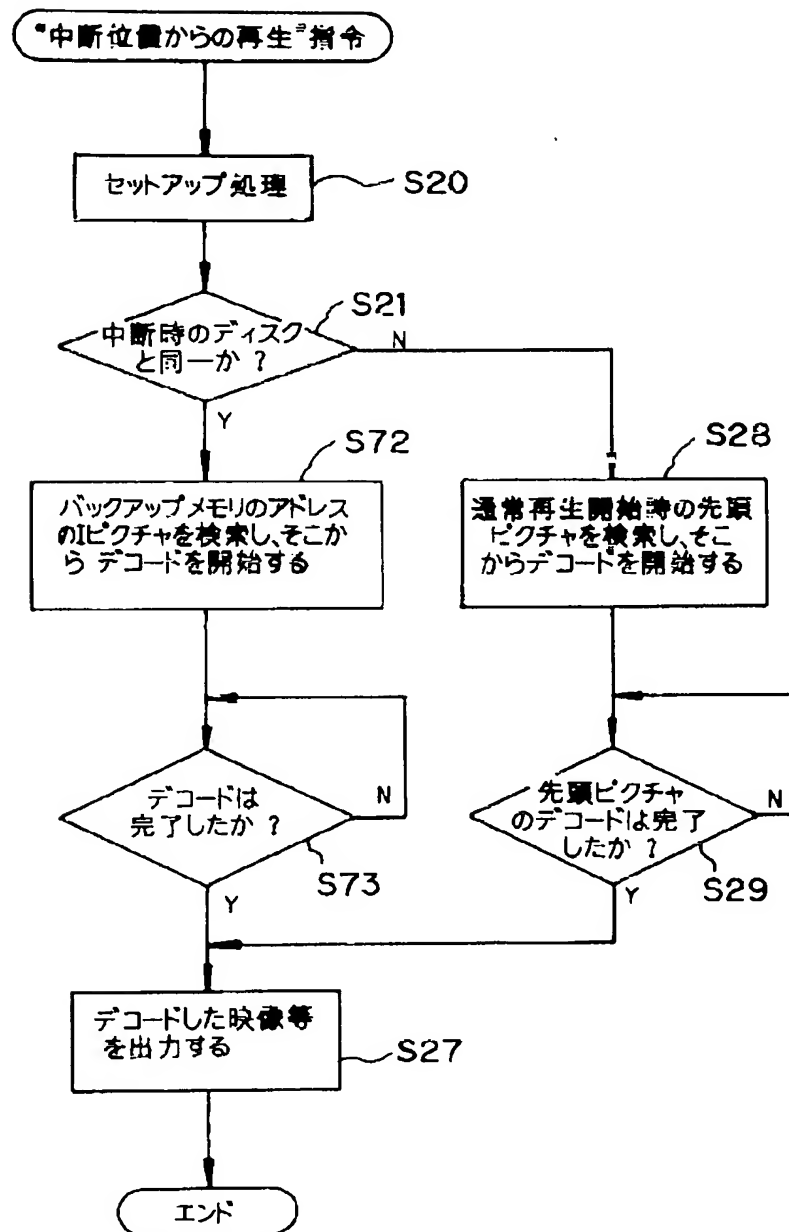 “中断位置からの再生”指令
セットアップ処理
S20
S21
中断時のディスク
と同一か ?
N
Y
S72
バックアップメモリのアドレス
のIピクチャを検索し、そこ
から デコードを開始する
S28
通常再生開始時の先頭
ピクチャを検索し、そこ
からデコードを開始する
デコードは
完了したか ?
N
S73
Y
先頭ピクチャ
のデコードは完了
したか ?
N
S29
Y
デコードした映像等
を出力する
S27
エンド